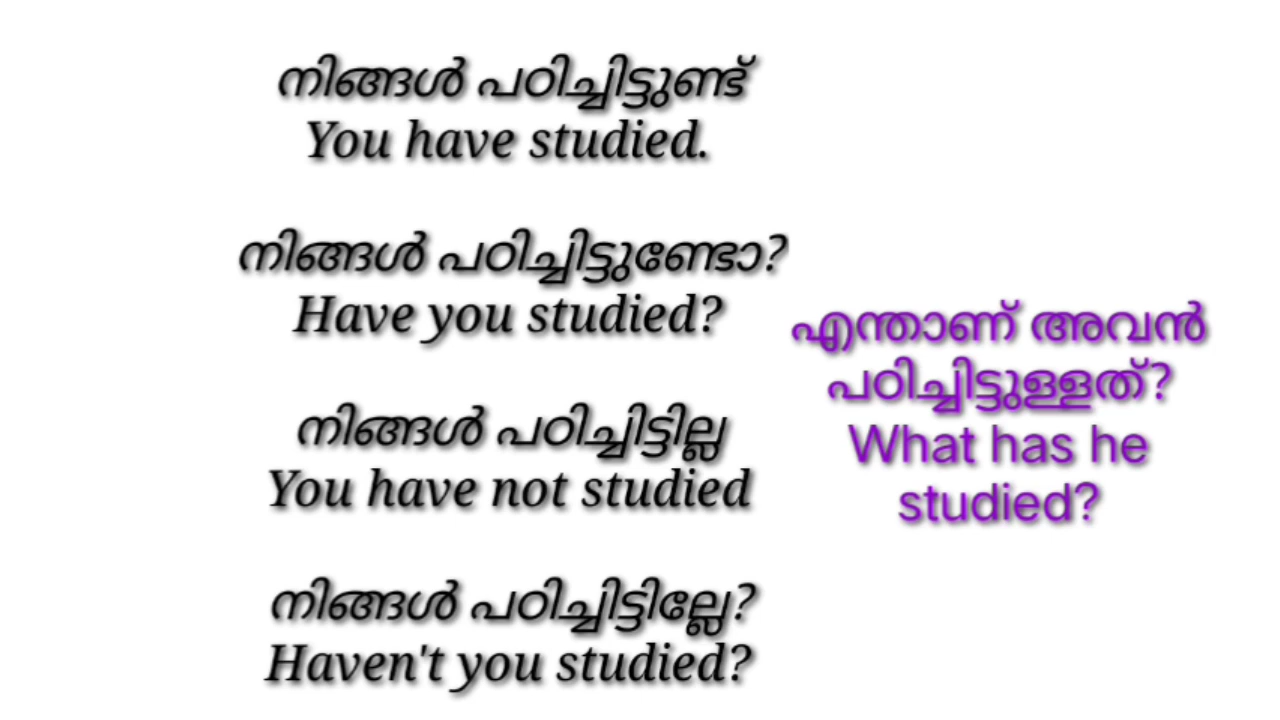 നിങ്ങൾ പഠിച്ചിട്ടുണ്ട്
You have studied.
നിങ്ങൾ പഠിച്ചിട്ടുണ്ടോ?
Have you studied?
നിങ്ങൾ പഠിച്ചിട്ടില്ല
You have not studied
നിങ്ങൾ പഠിച്ചിട്ടില്ലേ?
Haven't you studied?
എന്താണ് അവൻ
പഠിച്ചിട്ടുള്ളത്?
What has he
studied?